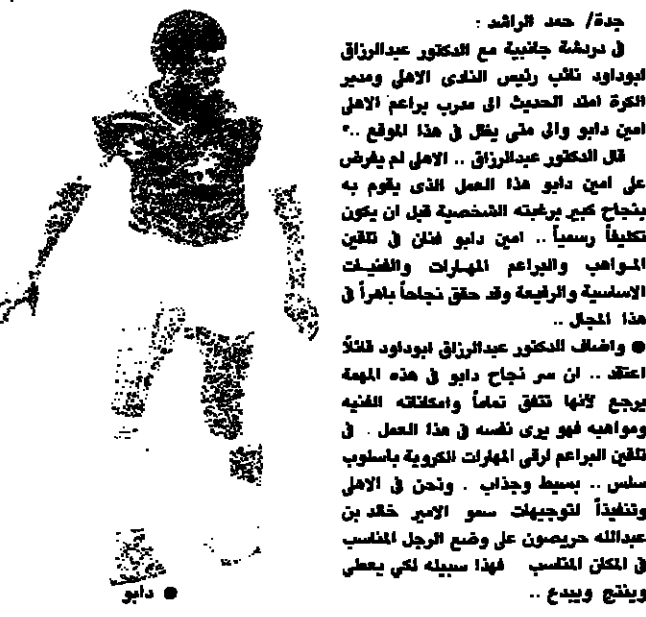 جدة/ حمد الراشد :
في دردشة جانبية مع الدكتور عبدالرزاق
ابوداود نائب رئيس النادى الاهلي ومدير
الكرة امتد الحديث الى مدرب براعم الاهلي
امين دابو والى متى يظل في هذا الموقع ..؟
قال الدكتور عبدالرزاق .. الاهلي لم يفرض
على امين دابو هذا العمل الذى يقوم به
بنجاح كبير برغبته الشخصية قبل ان يكون
تكليفاً رسمياً .. امين دابو فنان في تلقين
المواهب والبراعم المهارات والفنيات
الاساسية والرفيعة وقد حقق نجاحاً باهراً في
هذا المجال ..
● واضاف الدكتور عبدالرزاق ابوداود قائلاً
اعتقد .. ان سر نجاح دابو في هذه المهمة
يرجع لأنها تتفق تماماً وامكاناته الفنيه
ومواهبه فهو يرى نفسه في هذا العمل . في
تلقين البراعم لرقي المهارات الكروية باسلوب
سلس .. بسيط وجذاب . ونحن في الاهلي
وتنفيذاً لتوجيهات سمو الامير خالد بن
عبدالله حريصون على وضع الرجل المناسب
في المكان المناسب فهذا سبيله لكي يعطي
وينتج ويبدع ..
● دابو